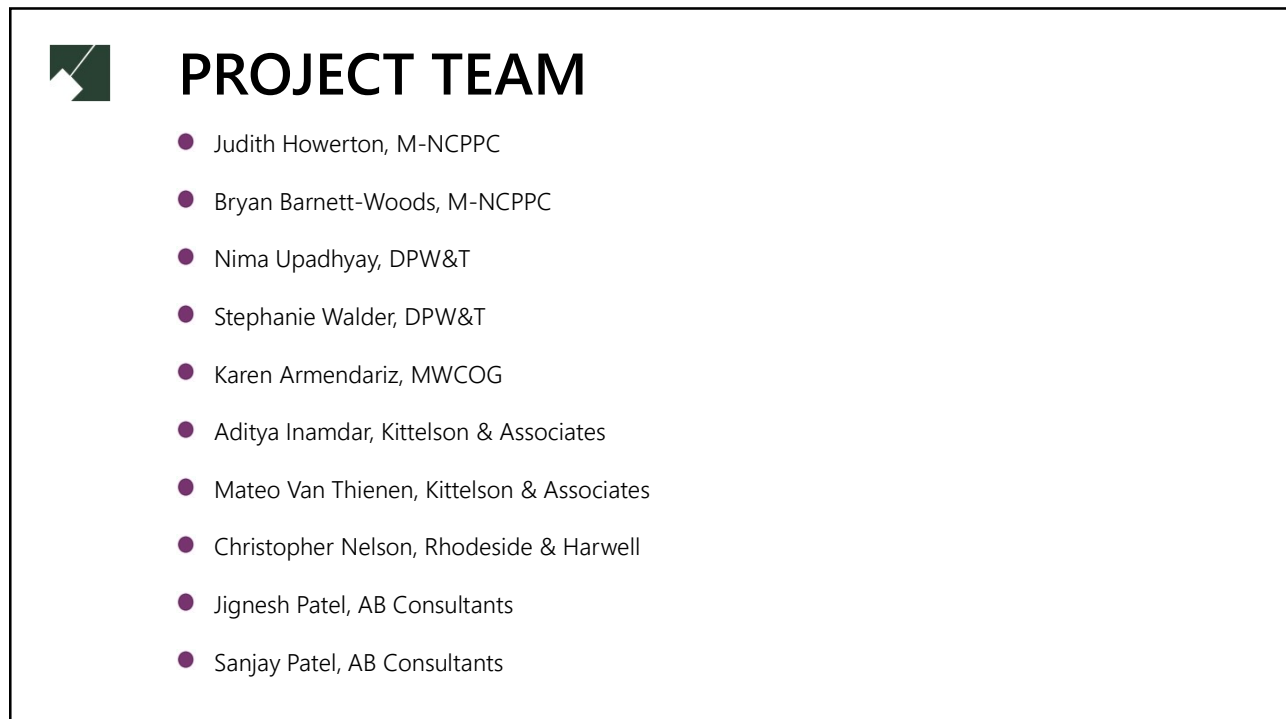 PROJECT TEAM
Judith Howerton, M-NCPPC
Bryan Barnett-Woods, M-NCPPC
Nima Upadhyay, DPW&T
Stephanie Walder, DPW&T
Karen Armendariz, MWCOG
Aditya Inamdar, Kittelson & Associates
Mateo Van Thienen, Kittelson & Associates
Christopher Nelson, Rhodeside & Harwell
Jignesh Patel, AB Consultants
Sanjay Patel, AB Consultants